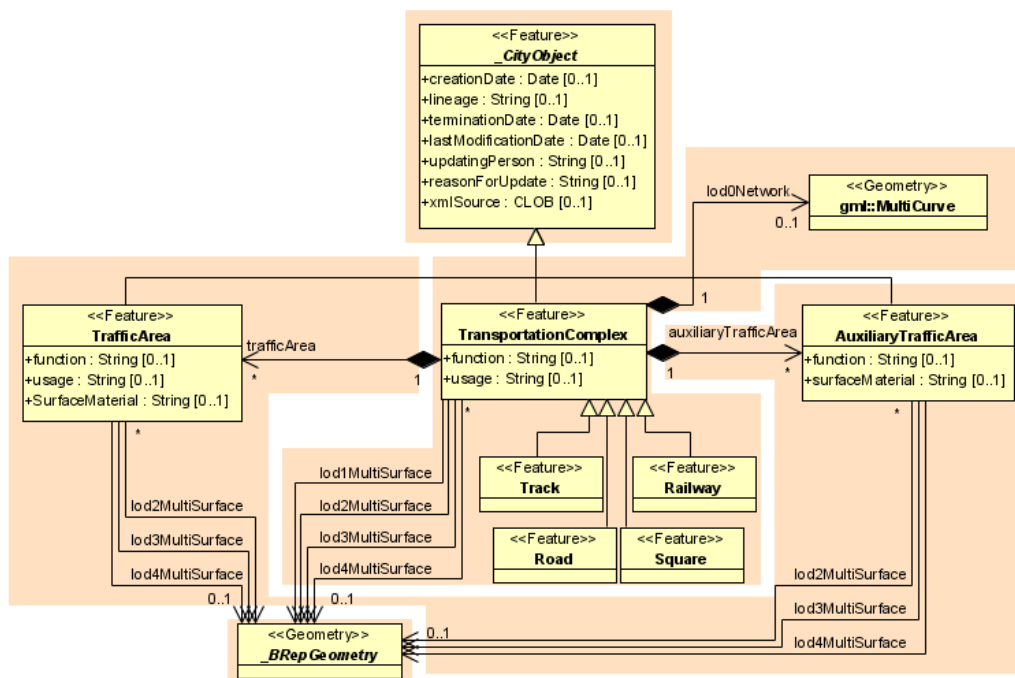 <<Feature>>
_CityObject
+creationDate : Date [0..1]
+lineage : String [0..1]
+terminationDate : Date [0..1]
+lastModificationDate : Date [0..1]
+updatingPerson : String [0..1]
+reasonForUpdate : String [0..1]
+xmlSource : CLOB [0..1]
lod0Network
0..1
1
<<Geometry>>
gml::MultiCurve
<<Feature>>
TrafficArea
+function : String [0..1]
+usage : String [0..1]
+SurfaceMaterial : String [0..1]
trafficArea
*
1
<<Feature>>
TransportationComplex
+function : String [0..1]
+usage : String [0..1]
auxiliaryTrafficArea
1
*
<<Feature>>
AuxiliaryTrafficArea
+function : String [0..1]
+surfaceMaterial : String [0..1]
*
*
*
<<Feature>>
Track
<<Feature>>
Railway
<<Feature>>
Road
<<Feature>>
Square
lod2MultiSurface
lod3MultiSurface
lod4MultiSurface
0..1
lod1MultiSurface
lod2MultiSurface
lod3MultiSurface
lod4MultiSurface
0..1
lod2MultiSurface
lod3MultiSurface
lod4MultiSurface
0..1
<<Geometry>>
_BRepGeometry